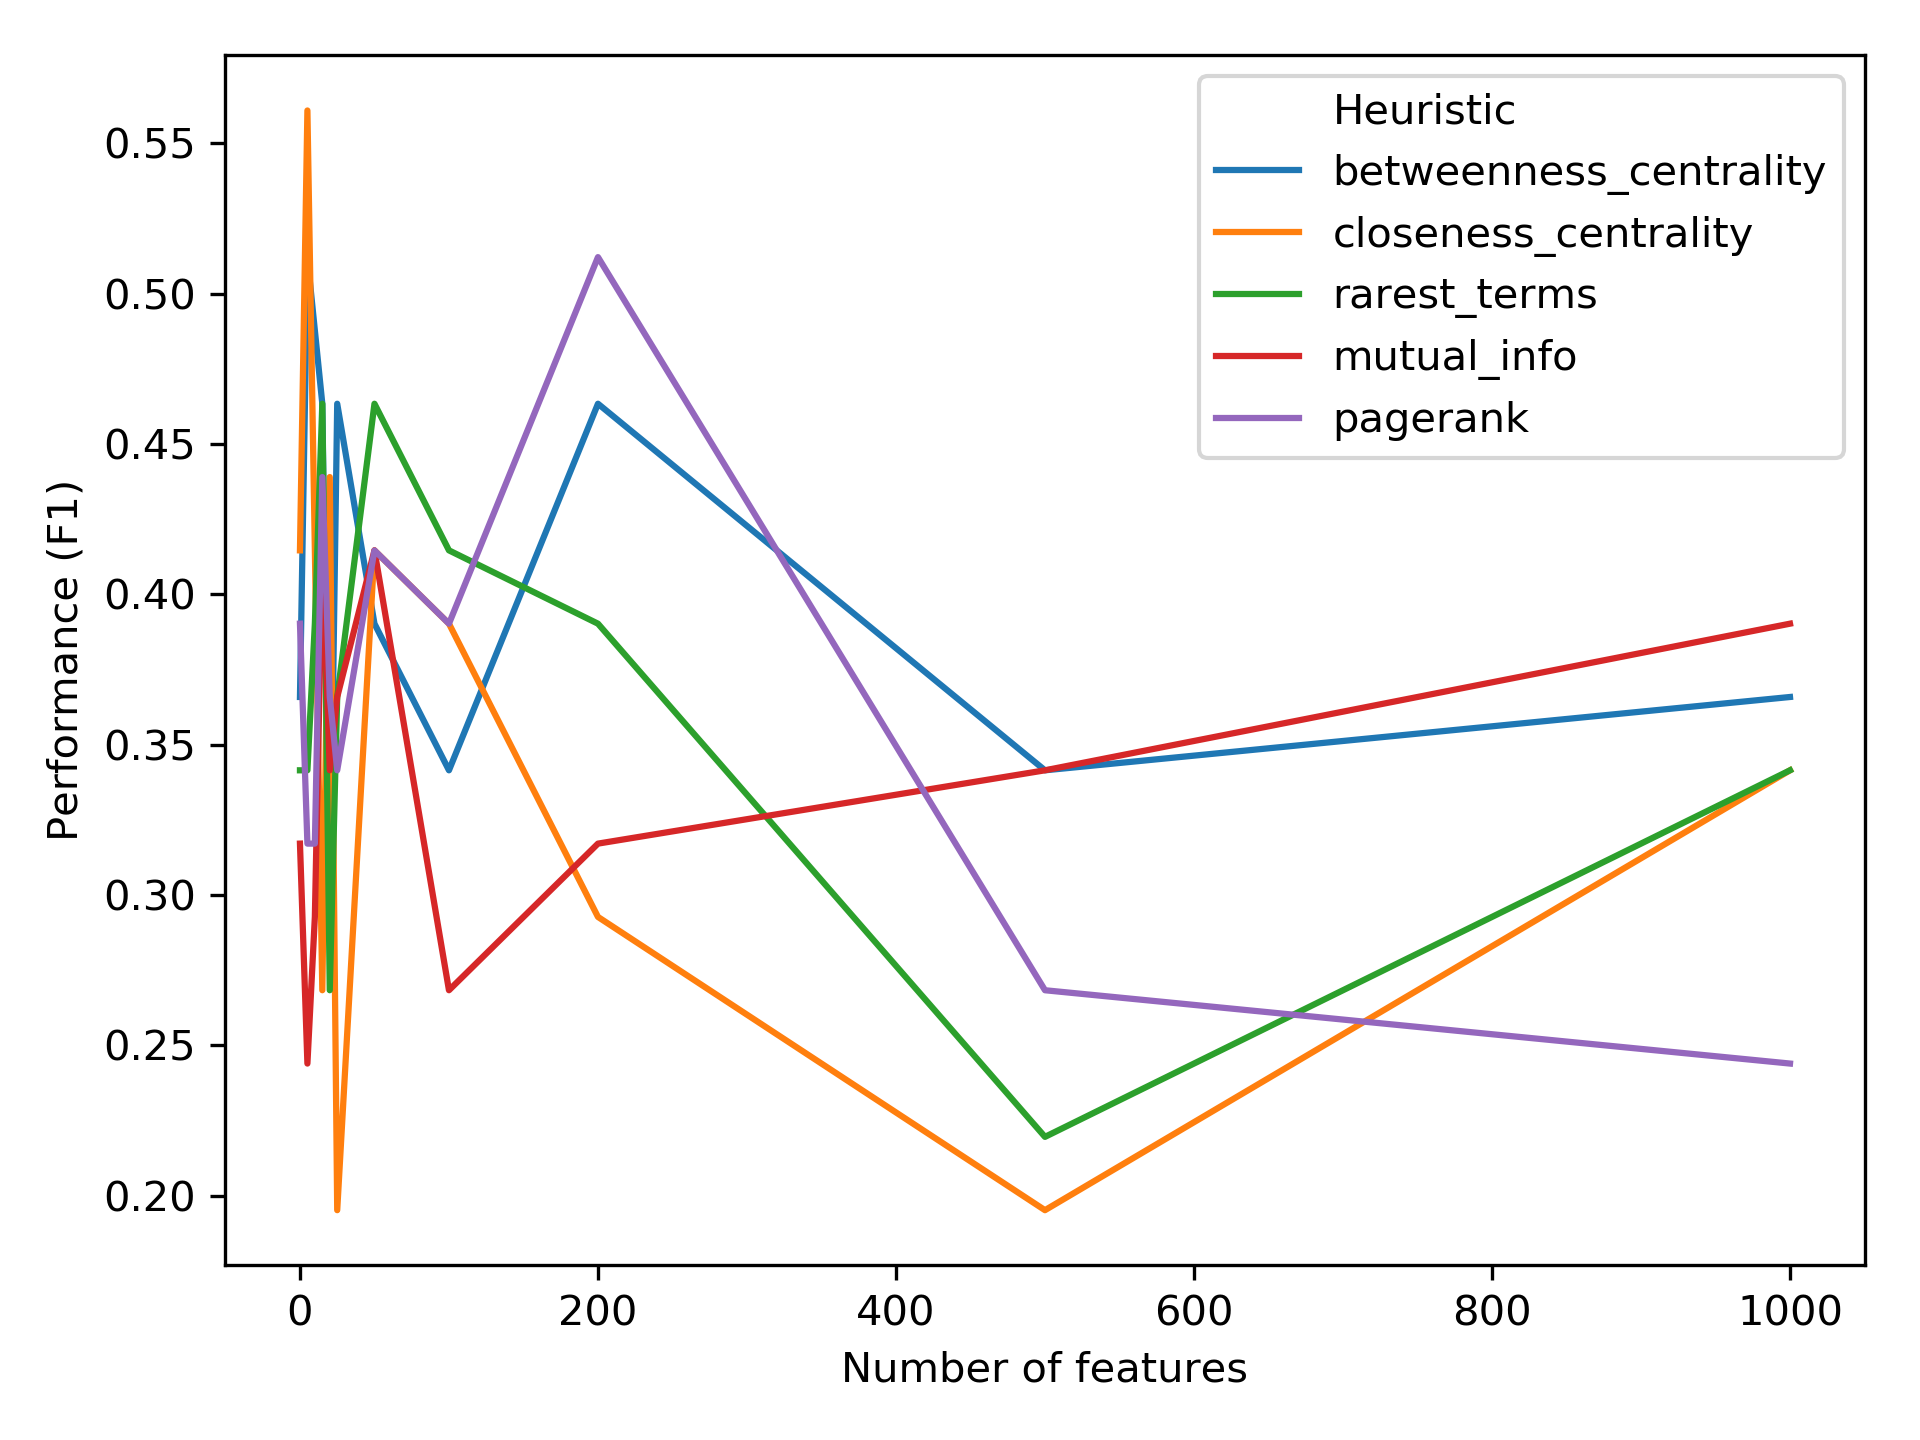 Heuristic
betweenness_centrality
closeness_centrality
rarest_terms
mutual_info
pagerank
Performance (F1)
0.55
0.50
0.45
0.40
0.35
0.30
0.25
0.20
0
200
400
600
800
1000
Number of features